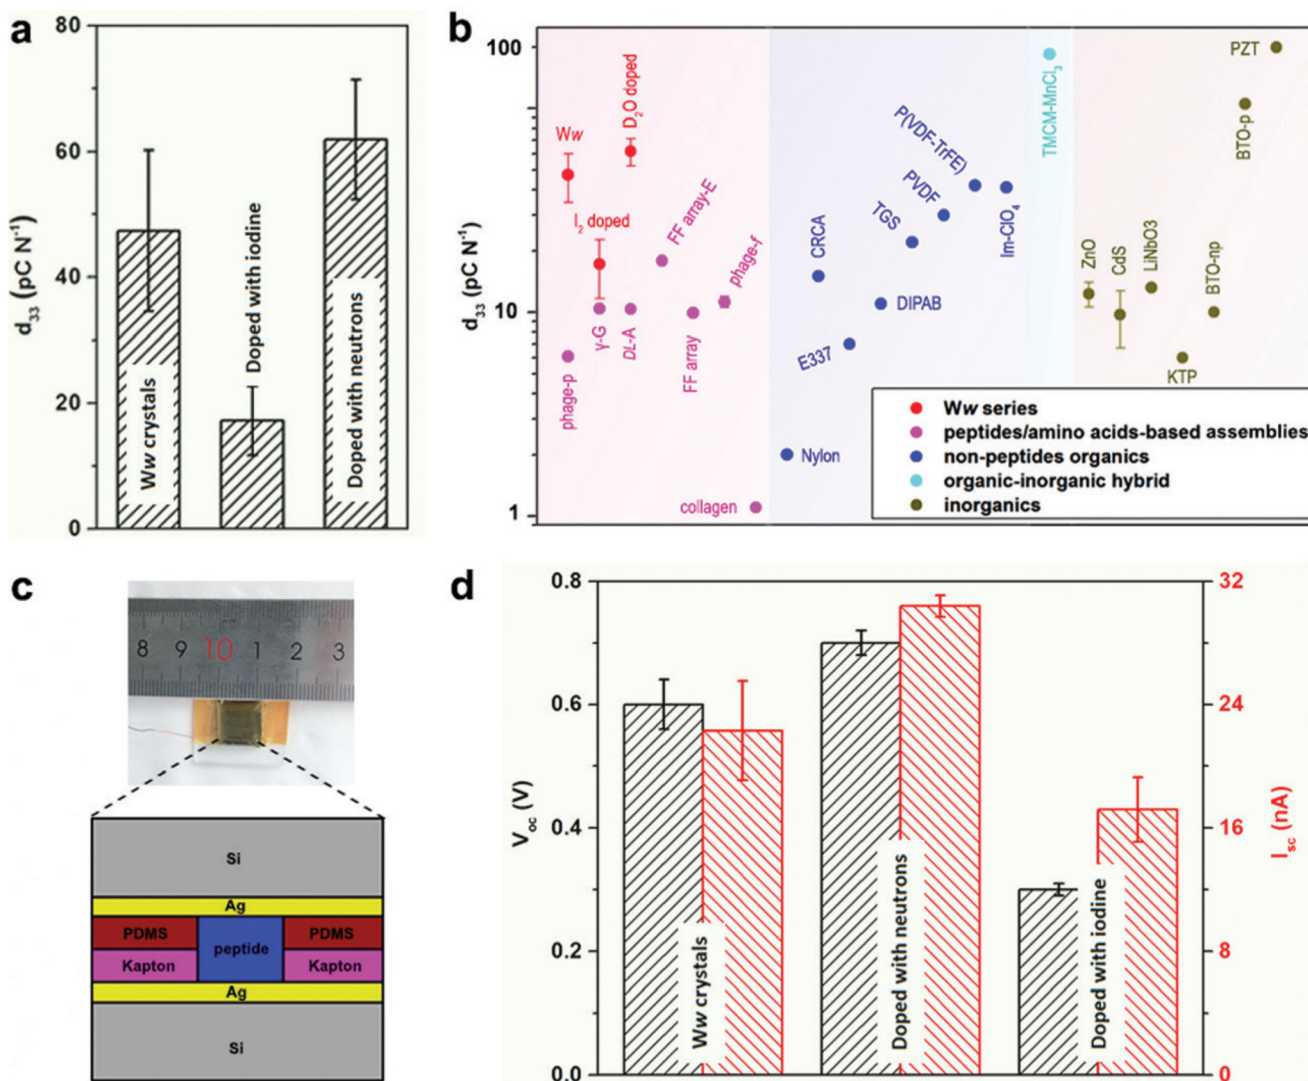 a
80
60
40
20
0
d33 (pC N-1)
Ww crystals
Doped with iodine
Doped with neutrons
b
100
10
1
d33 (pC N-1)
Ww
D2O doped
I2 doped
phage-p
γ-G
DL-A
FF array-E
FF array
phage-f
collagen
Nylon
CRCA
E337
DIPAB
TGS
PVDF
P(VDF-TrFE)
Im-ClO4
TMCM-MnCl3
ZnO
CdS
LiNbO3
KTP
BTO-np
BTO-p
PZT
Ww series
peptides/amino acids-based assemblies
non-peptides organics
organic-inorganic hybrid
inorganics
c
8 9 10 1 2 3
Si
Ag
PDMS peptide PDMS
Kapton Kapton
Ag
Si
d
0.8
0.6
0.4
0.2
0.0
Voc (V)
Ww crystals
Doped with neutrons
Doped with iodine
32
24
16
8
0
Isc (nA)